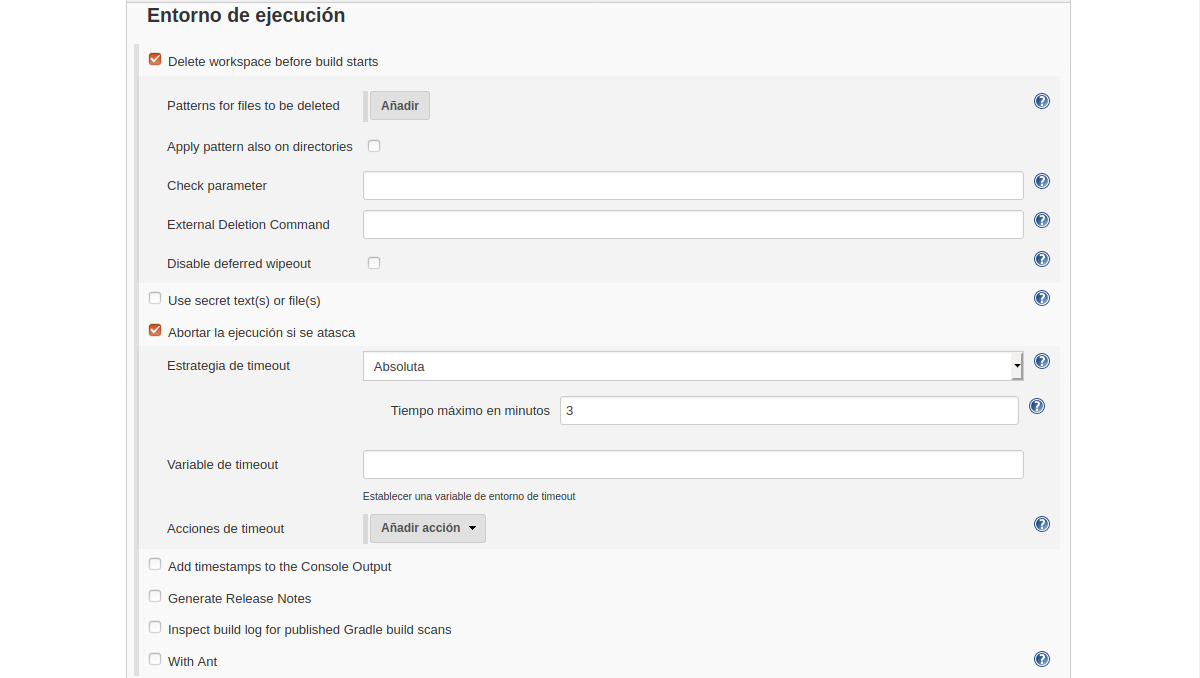 Entorno de ejecución
Delete workspace before build starts
Patterns for files to be deleted Añadir
Apply pattern also on directories
Check parameter
External Deletion Command
Disable deferred wipeout
Use secret text(s) or file(s)
Abortar la ejecución si se atasca
Estrategia de timeout Absoluta
Tiempo máximo en minutos 3
Variable de timeout
Establecer una variable de entorno de timeout
Acciones de timeout Añadir acción
Add timestamps to the Console Output
Generate Release Notes
Inspect build log for published Gradle build scans
With Ant